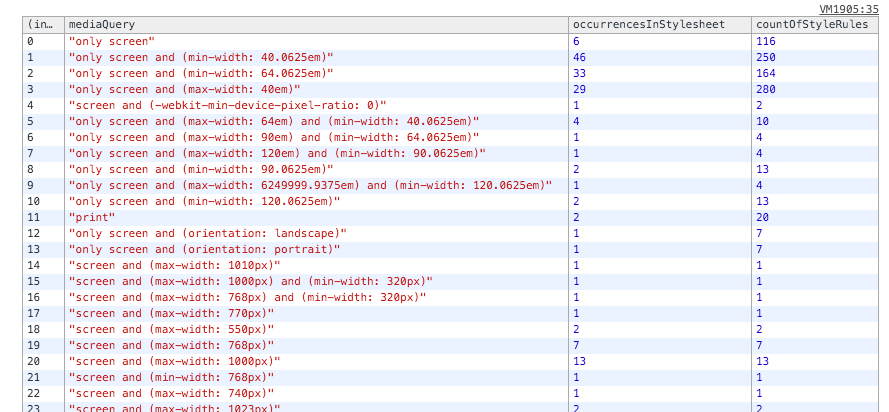 VM1905:35
(in… mediaQuery occurrencesInStylesheet countOfStyleRules
0 "only screen" 6 116
1 "only screen and (min-width: 40.0625em)" 46 250
2 "only screen and (min-width: 64.0625em)" 33 164
3 "only screen and (max-width: 40em)" 29 280
4 "screen and (-webkit-min-device-pixel-ratio: 0)" 1 2
5 "only screen and (max-width: 64em) and (min-width: 40.0625em)" 4 10
6 "only screen and (max-width: 90em) and (min-width: 64.0625em)" 1 4
7 "only screen and (max-width: 120em) and (min-width: 90.0625em)" 1 4
8 "only screen and (min-width: 90.0625em)" 2 13
9 "only screen and (max-width: 6249999.9375em) and (min-width: 120.0625em)" 1 4
10 "only screen and (min-width: 120.0625em)" 2 13
11 "print" 2 20
12 "only screen and (orientation: landscape)" 1 7
13 "only screen and (orientation: portrait)" 1 7
14 "screen and (max-width: 1010px)" 1 1
15 "screen and (max-width: 1000px) and (min-width: 320px)" 1 1
16 "screen and (max-width: 768px) and (min-width: 320px)" 1 1
17 "screen and (max-width: 770px)" 1 1
18 "screen and (max-width: 550px)" 2 2
19 "screen and (max-width: 768px)" 7 7
20 "screen and (max-width: 1000px)" 13 13
21 "screen and (min-width: 768px)" 1 1
22 "screen and (max-width: 740px)" 1 1
23 "screen and (max-width: 1023px)" 2 2